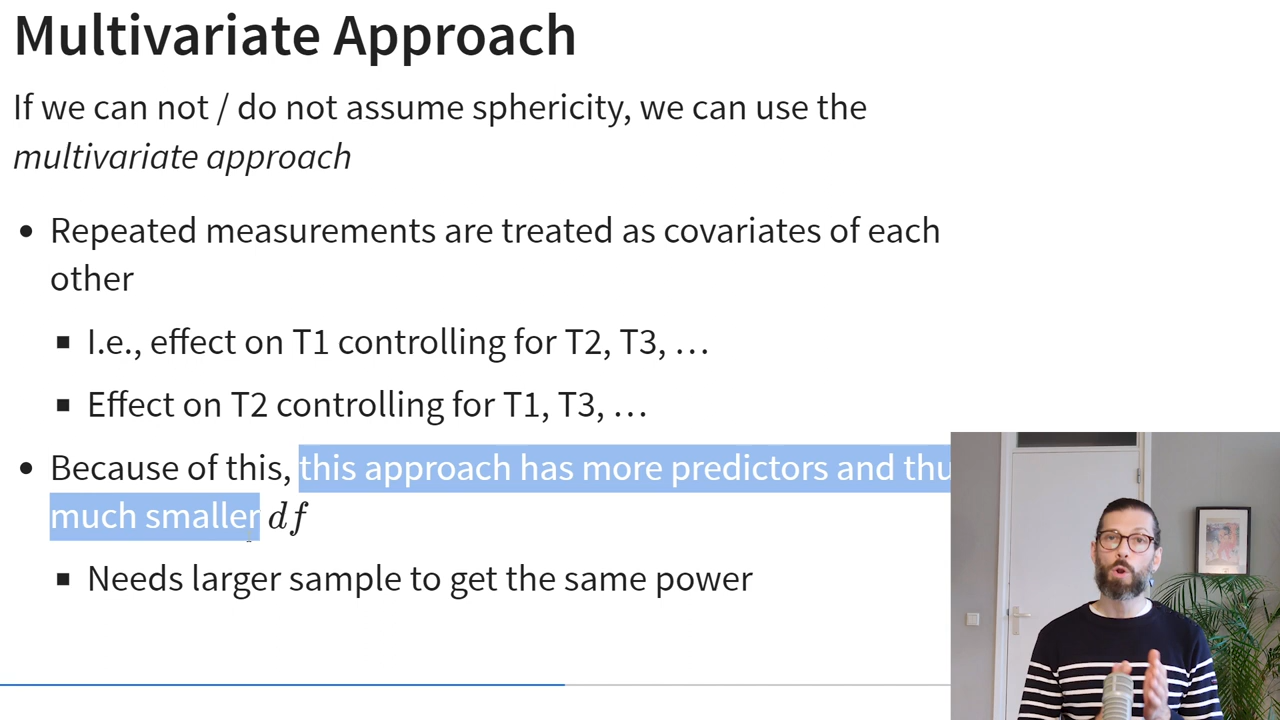 Multivariate Approach
If we can not / do not assume sphericity, we can use the
multivariate approach
• Repeated measurements are treated as covariates of each
other
▪ I.e., effect on T1 controlling for T2, T3, …
▪ Effect on T2 controlling for T1, T3, …
• Because of this, this approach has more predictors and thu
much smaller df
▪ Needs larger sample to get the same power